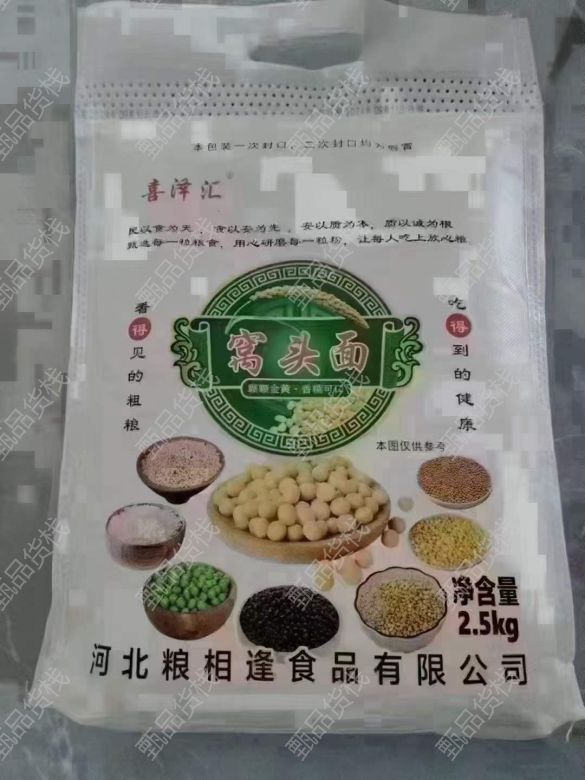 本包装一次封口，二次封口均为假冒
喜泽汇
民以食为天，食以安为先，安以质为本，质以诚为根
甄选每一粒粮食，用心研磨每一粒粉，让每人吃上放心粮
看得见的粗粮
吃得到的健康
窝头面
颗颗金黄·香糯可口
本图仅供参考
净含量
2.5kg
河北粮相逢食品有限公司
甄品货栈